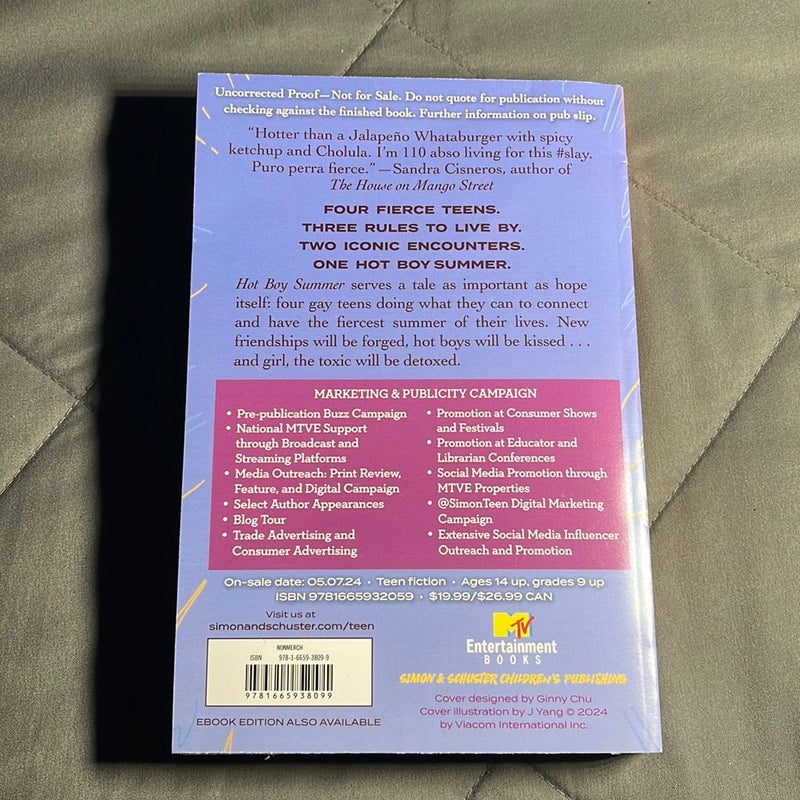 Uncorrected Proof—Not for Sale. Do not quote for publication without
checking against the finished book. Further information on pub slip.
“Hotter than a Jalapeño Whataburger with spicy
ketchup and Cholula. I’m 110 abso living for this #slay.
Puro perra fierce.” —Sandra Cisneros, author of
The House on Mango Street
FOUR FIERCE TEENS.
THREE RULES TO LIVE BY.
TWO ICONIC ENCOUNTERS.
ONE HOT BOY SUMMER.
Hot Boy Summer serves a tale as important as hope
itself: four gay teens doing what they can to connect
and have the fiercest summer of their lives. New
friendships will be forged, hot boys will be kissed . . .
and girl, the toxic will be detoxed.
MARKETING & PUBLICITY CAMPAIGN
• Pre-publication Buzz Campaign
• National MTVE Support
through Broadcast and
Streaming Platforms
• Media Outreach: Print Review,
Feature, and Digital Campaign
• Select Author Appearances
• Blog Tour
• Trade Advertising and
Consumer Advertising
• Promotion at Consumer Shows
and Festivals
• Promotion at Educator and
Librarian Conferences
• Social Media Promotion through
MTVE Properties
• @SimonTeen Digital Marketing
Campaign
• Extensive Social Media Influencer
Outreach and Promotion
On-sale date: 05.07.24 • Teen fiction • Ages 14 up, grades 9 up
ISBN 9781665932059 • $19.99/$26.99 CAN
Visit us at
simonandschuster.com/teen
NONMERCH
ISBN 978-1-6659-3809-9
9781665938099
EBOOK EDITION ALSO AVAILABLE
MTV
Entertainment
BOOKS
SIMON & SCHUSTER CHILDREN'S PUBLISHING
Cover designed by Ginny Chu
Cover illustration by J Yang © 2024
by Viacom International Inc.